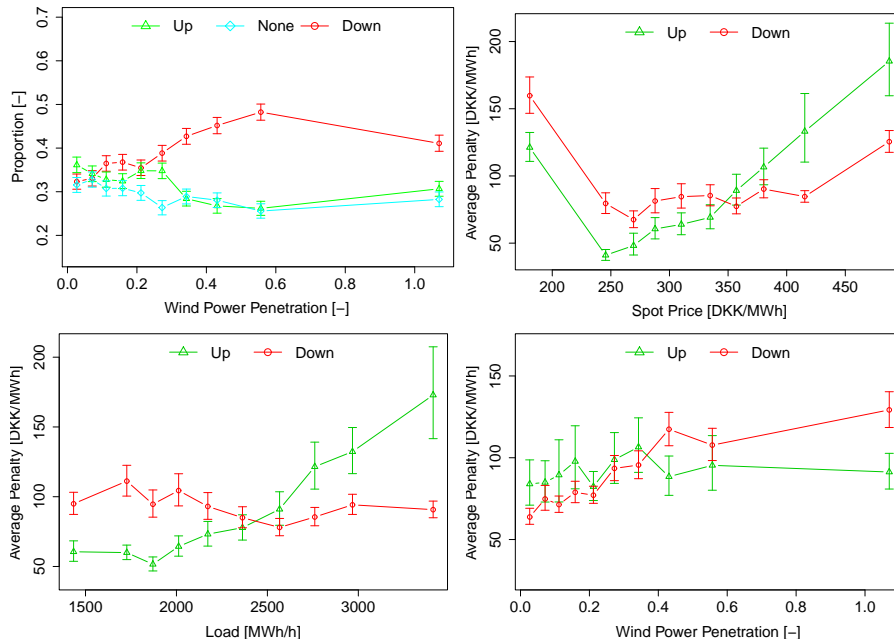 Up None Down
Proportion [−]
0.7
0.6
0.5
0.4
0.3
0.2
0.0 0.2 0.4 0.6 0.8 1.0
Wind Power Penetration [−]
Up Down
Average Penalty [DKK/MWh]
200
150
100
50
200 250 300 350 400 450
Spot Price [DKK/MWh]
Up Down
Average Penalty [DKK/MWh]
200
150
100
50
1500 2000 2500 3000
Load [MWh/h]
Up Down
Average Penalty [DKK/MWh]
150
100
50
0.0 0.2 0.4 0.6 0.8 1.0
Wind Power Penetration [−]